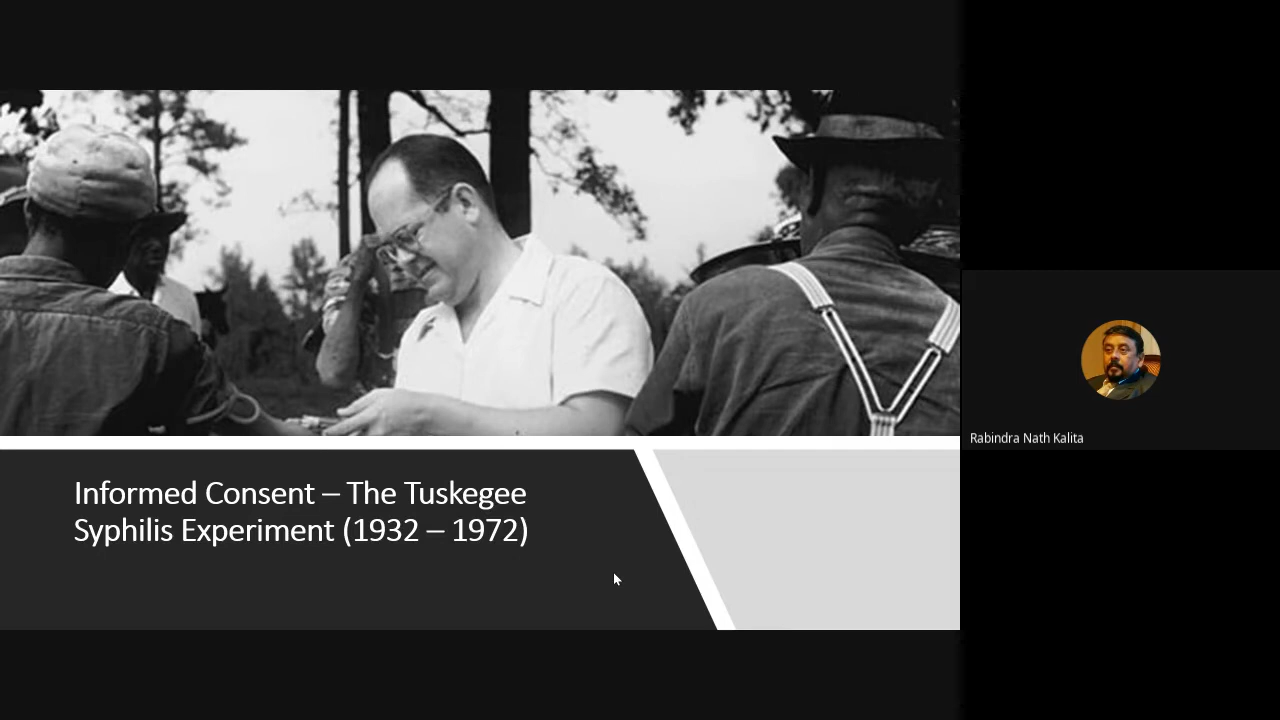 Informed Consent – The Tuskegee
Syphilis Experiment (1932 – 1972)
Rabindra Nath Kalita